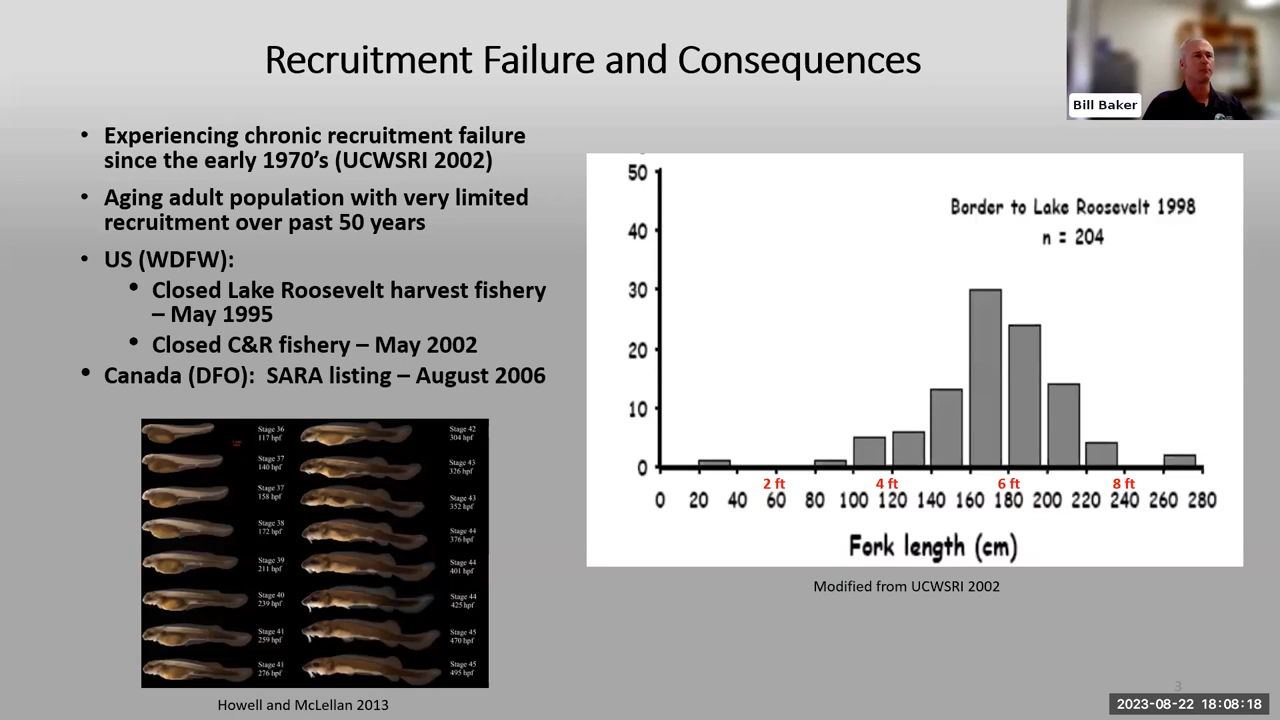 Recruitment Failure and Consequences
Bill Baker
• Experiencing chronic recruitment failure
since the early 1970’s (UCWSRI 2002)
• Aging adult population with very limited
recruitment over past 50 years
• US (WDFW):
• Closed Lake Roosevelt harvest fishery
– May 1995
• Closed C&R fishery – May 2002
• Canada (DFO): SARA listing – August 2006
Stage 36
117 hpf
Stage 37
140 hpf
Stage 37
158 hpf
Stage 38
172 hpf
Stage 39
211 hpf
Stage 40
239 hpf
Stage 41
259 hpf
Stage 41
276 hpf
Stage 42
304 hpf
Stage 43
326 hpf
Stage 43
352 hpf
Stage 44
376 hpf
Stage 44
401 hpf
Stage 44
425 hpf
Stage 45
470 hpf
Stage 45
495 hpf
Howell and McLellan 2013
Border to Lake Roosevelt 1998
n = 204
50
40
30
20
10
0
2 ft 4 ft 6 ft 8 ft
0 20 40 60 80 100 120 140 160 180 200 220 240 260 280
Fork length (cm)
Modified from UCWSRI 2002
3
2023-08-22 18:08:18